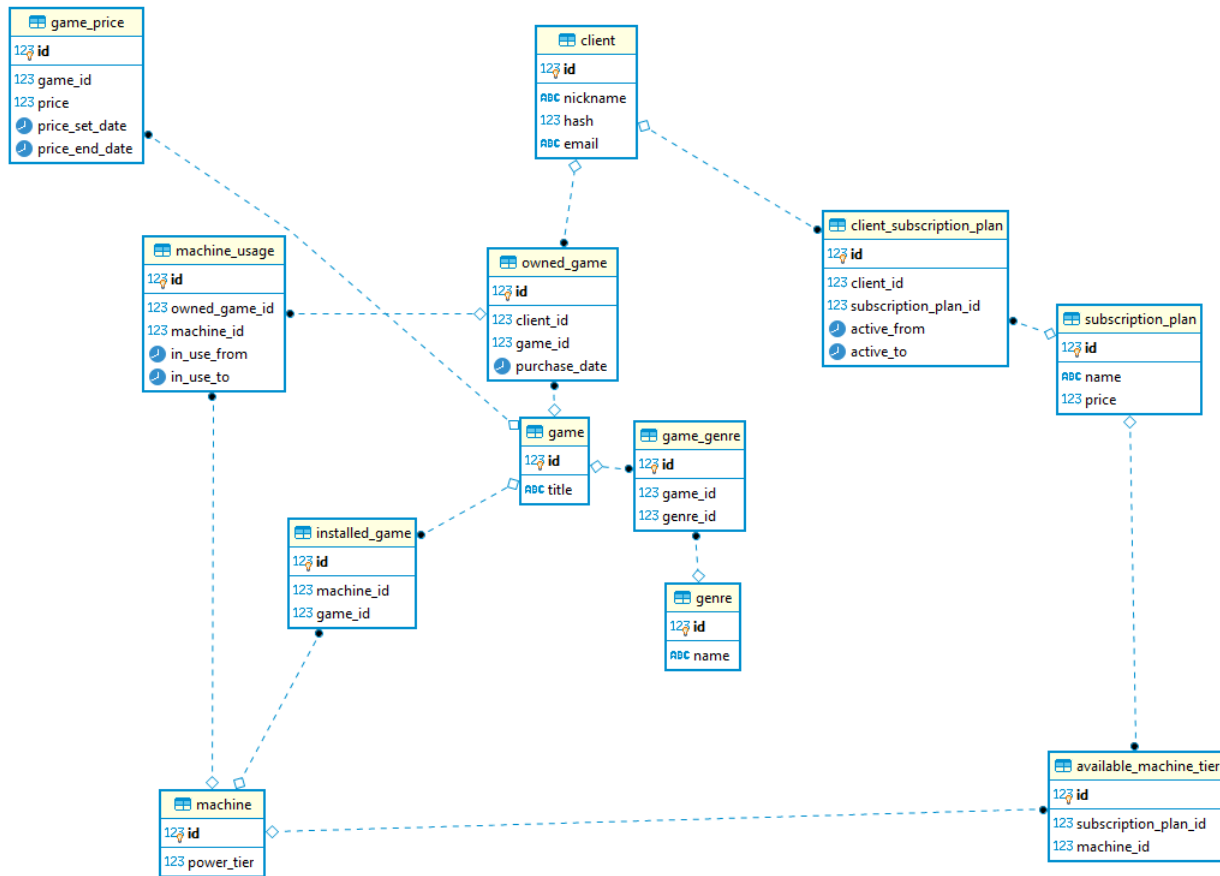 game_price
123 id
123 game_id
123 price
price_set_date
price_end_date
client
123 id
ABC nickname
123 hash
ABC email
machine_usage
123 id
123 owned_game_id
123 machine_id
in_use_from
in_use_to
owned_game
123 id
123 client_id
123 game_id
purchase_date
client_subscription_plan
123 id
123 client_id
123 subscription_plan_id
active_from
active_to
subscription_plan
123 id
ABC name
123 price
game
123 id
ABC title
game_genre
123 id
123 game_id
123 genre_id
installed_game
123 id
123 machine_id
123 game_id
genre
123 id
ABC name
machine
123 id
123 power_tier
available_machine_tier
123 id
123 subscription_plan_id
123 machine_id